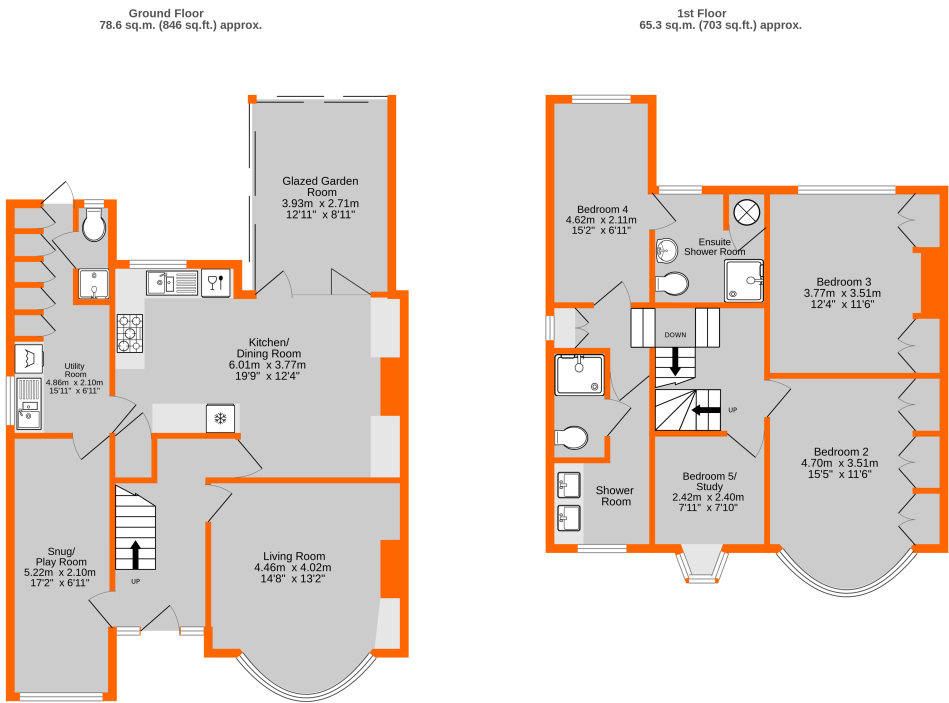 Ground Floor
78.6 sq.m. (846 sq.ft.) approx.
1st Floor
65.3 sq.m. (703 sq.ft.) approx.
Glazed Garden
Room
3.93m x 2.71m
12'11" x 8'11"
Kitchen/
Dining Room
6.01m x 3.77m
19'9" x 12'4"
Utility
Room
4.86m x 2.10m
15'11" x 6'11"
Snug/
Play Room
5.22m x 2.10m
17'2" x 6'11"
UP
Living Room
4.46m x 4.02m
14'8" x 13'2"
Bedroom 4
4.62m x 2.11m
15'2" x 6'11"
Ensuite
Shower Room
Bedroom 3
3.77m x 3.51m
12'4" x 11'6"
DOWN
UP
Bedroom 2
4.70m x 3.51m
15'5" x 11'6"
Bedroom 5/
Study
2.42m x 2.40m
7'11" x 7'10"
Shower
Room